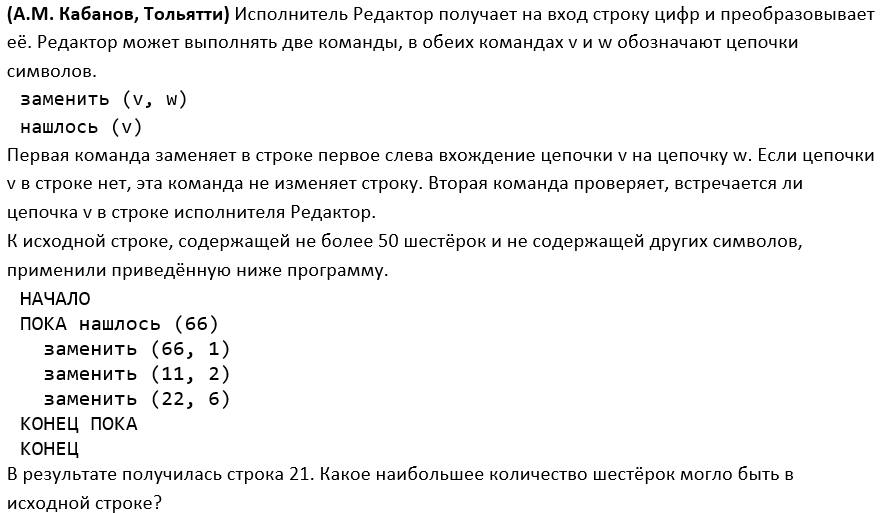 (А.М. Кабанов, Тольятти) Исполнитель Редактор получает на вход строку цифр и преобразовывает
её. Редактор может выполнять две команды, в обеих командах v и w обозначают цепочки
символов.
заменить (v, w)
нашлось (v)
Первая команда заменяет в строке первое слева вхождение цепочки v на цепочку w. Если цепочки
v в строке нет, эта команда не изменяет строку. Вторая команда проверяет, встречается ли
цепочка v в строке исполнителя Редактор.
К исходной строке, содержащей не более 50 шестёрок и не содержащей других символов,
применили приведённую ниже программу.
НАЧАЛО
ПОКА нашлось (66)
заменить (66, 1)
заменить (11, 2)
заменить (22, 6)
КОНЕЦ ПОКА
КОНЕЦ
В результате получилась строка 21. Какое наибольшее количество шестёрок могло быть в
исходной строке?